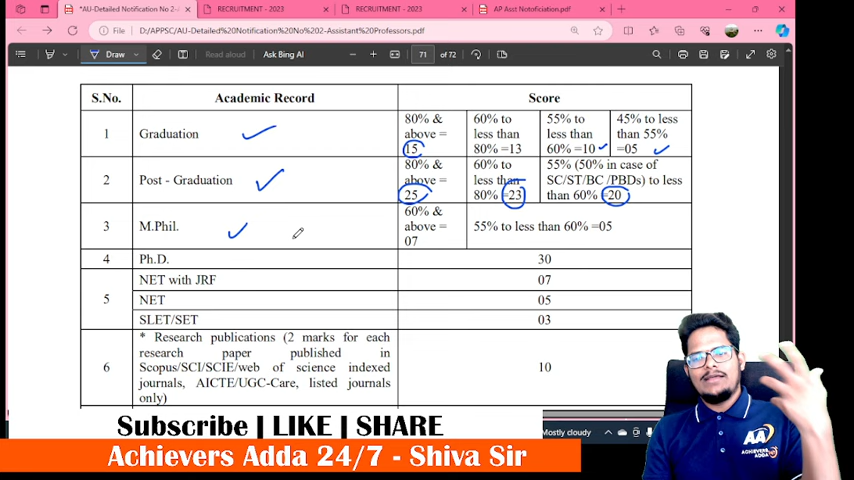 *AU-Detailed Notification No 2-A
RECRUITMENT - 2023
RECRUITMENT - 2023
AP Asst Notoficiation.pdf
File
D:/APPSC/AU-Detailed%20Notification%20No%202-Assistant%20Professors.pdf
Draw
Read aloud
Ask Bing AI
71 of 72
S.No.
Academic Record
Score
1
Graduation
80% &
above =
15
60% to
less than
80% =13
55% to
less than
60% =10
45% to less
than 55%
=05
2
Post - Graduation
80% &
above =
25
60% to
less than
80% =23
55% (50% in case of
SC/ST/BC /PBDs) to less
than 60% =20
3
M.Phil.
60% &
above =
07
55% to less than 60% =05
4
Ph.D.
30
5
NET with JRF
07
NET
05
SLET/SET
03
6
* Research publications (2 marks for each
research paper published in
Scopus/SCI/SCIE/web of science indexed
journals, AICTE/UGC-Care, listed journals
only)
10
Subscribe | LIKE | SHARE
Mostly cloudy
Achievers Adda 24/7 - Shiva Sir
AA
ACHIEVERS
ADDA